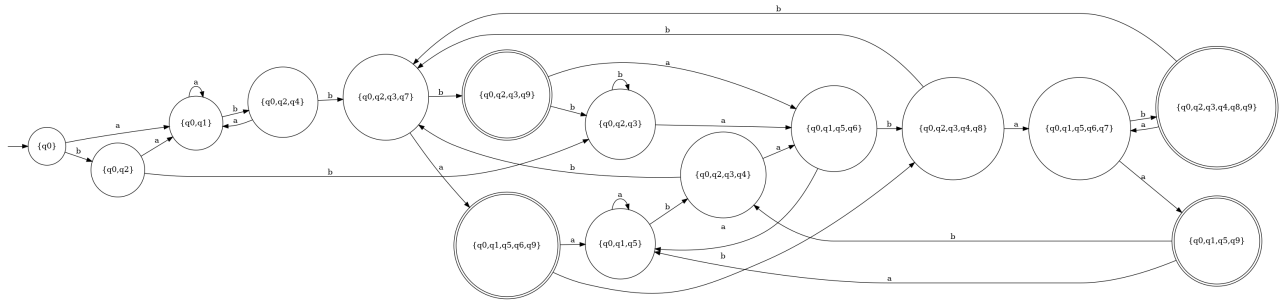 b
b
{q0,q2,q3,q4,q8,q9}
{q0,q2,q3,q9}
a
b
{q0,q2,q3,q7}
b
{q0,q2,q4}
b
a
{q0,q1}
b
a
b
{q0,q2,q3}
a
{q0,q1,q5,q6}
b
{q0,q2,q3,q4,q8}
a
{q0,q1,q5,q6,q7}
b
a
{q0}
a
b
{q0,q2}
a
b
a
b
{q0,q2,q3,q4}
a
a
{q0,q1,q5,q6,q9}
a
b
a
{q0,q1,q5}
b
a
b
{q0,q1,q5,q9}
a